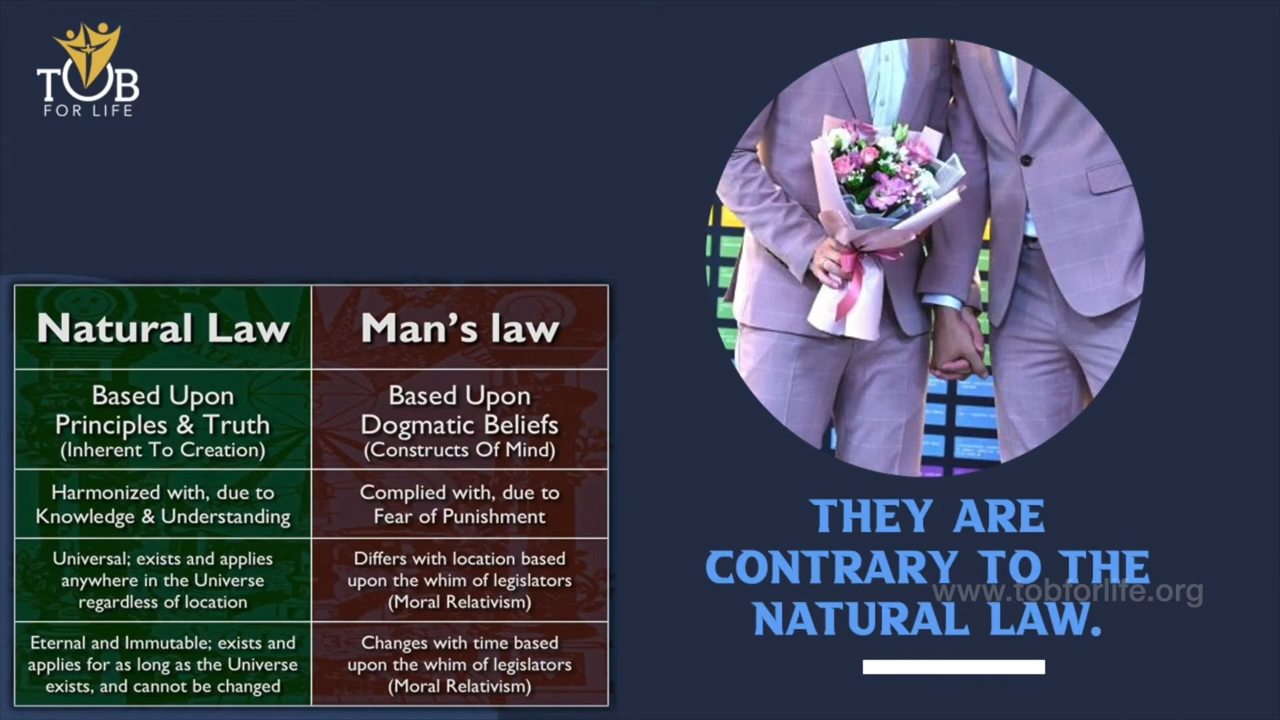 TOB
FOR LIFE
Natural Law
Man's law
Based Upon
Principles & Truth
(Inherent To Creation)
Based Upon
Dogmatic Beliefs
(Constructs Of Mind)
Harmonized with, due to
Knowledge & Understanding
Complied with, due to
Fear of Punishment
Universal; exists and applies
anywhere in the Universe
regardless of location
Differs with location based
upon the whim of legislators
(Moral Relativism)
Eternal and Immutable; exists and
applies for as long as the Universe
exists, and cannot be changed
Changes with time based
upon the whim of legislators
(Moral Relativism)
THEY ARE
CONTRARY TO THE
www.tobforlife.org
NATURAL LAW.